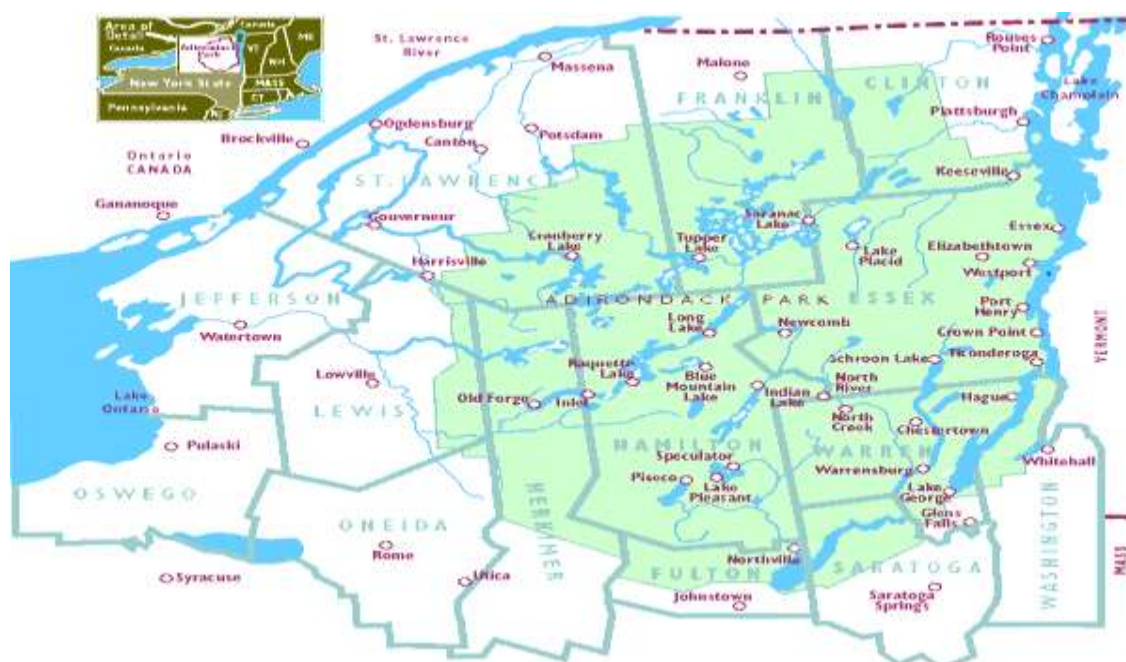 Area of
Detail
Canada
Canada
Adirondack
Park
VT
ME
NH
New York State
MASS
CT
Pennsylvania
St. Lawrence
River
Massena
Malone
Rouses
Point
FRANKLIN
CLINTON
Lake
Champlain
Plattsburgh
Ogdensburg
Brockville
Potsdam
Canton
Ontario
CANADA
ST. LAWRENCE
Keeseville
Gananoque
Gouverneur
Saranac
Lake
Essex
Cranberry
Lake
Tupper
Lake
Lake
Placid
Elizabethtown
Westport
Harrisville
JEFFERSON
ADIRONDACK PARK
ESSEX
Port
Henry
Watertown
Long
Lake
Newcomb
Crown Point
VERMONT
Raquette
Lake
Blue
Mountain
Lake
Schroon Lake
Ticonderoga
Lowville
Lake
Ontario
LEWIS
Old Forge
Inlet
Indian
Lake
North
River
Hague
North
Creek
Chestertown
Pulaski
HAMILTON
WARREN
Speculator
Warrensburg
Whitehall
Piseco
Lake
Pleasant
Lake
George
OSWEGO
Glens
Falls
ONEIDA
HERKIMER
WASHINGTON
Rome
Northville
MASS
Syracuse
Utica
FULTON
SARATOGA
Johnstown
Saratoga
Springs